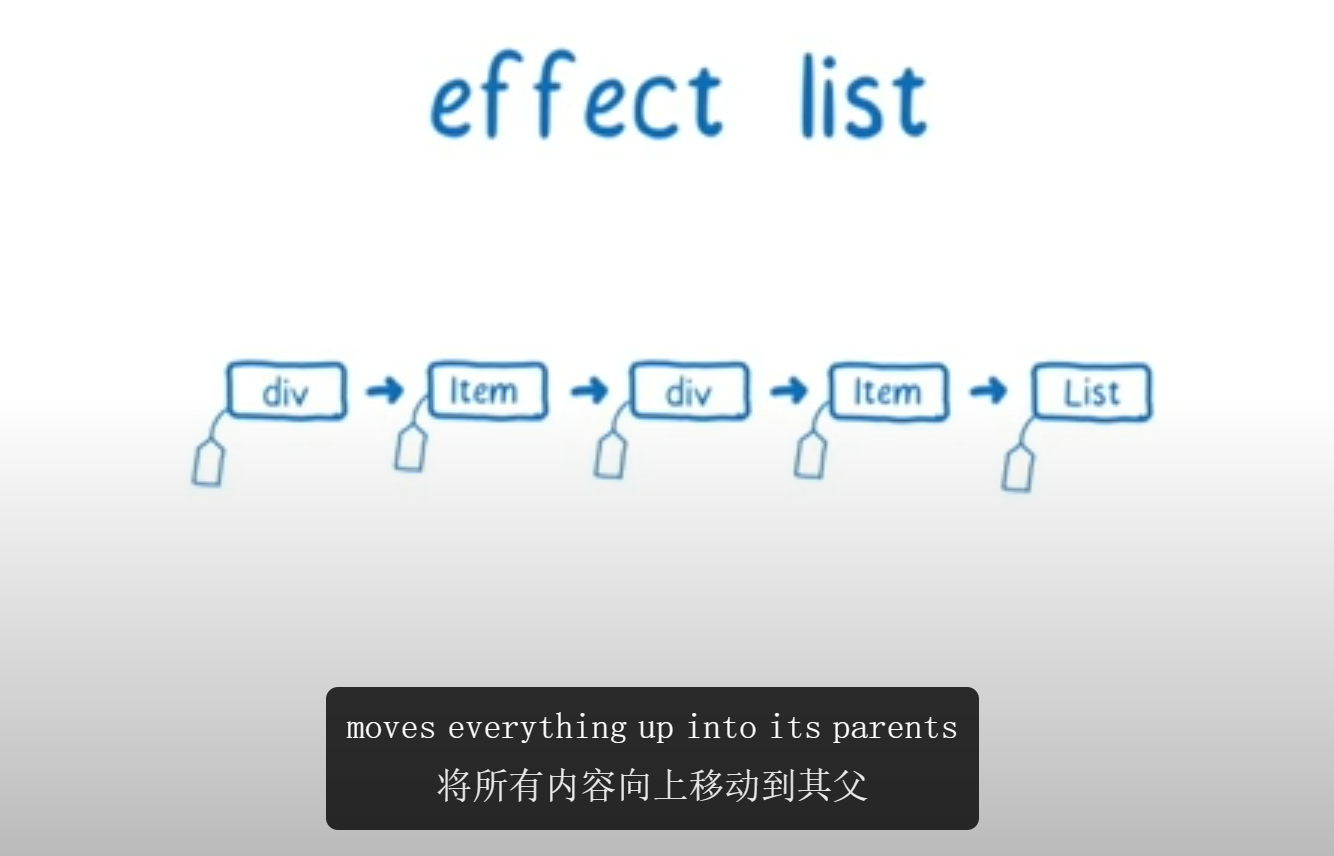 effect list
div → Item → div → Item → List
moves everything up into its parents
将所有内容向上移动到其父